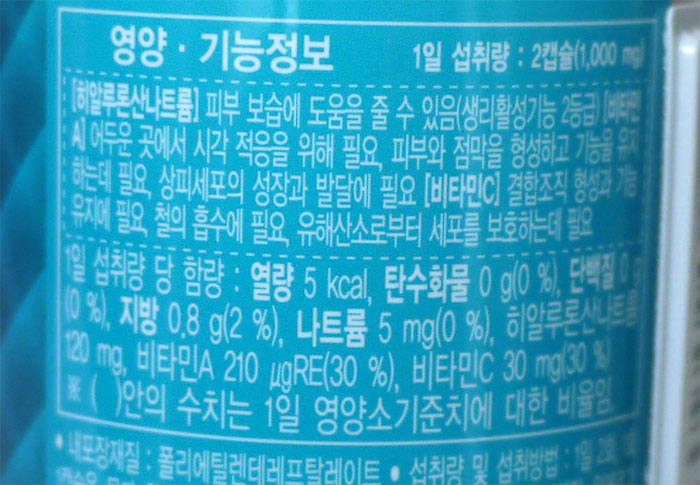 영양 · 기능정보 1일 섭취량 : 2캡슐(1,000 mg)
[히알루론산나트륨] 피부 보습에 도움을 줄 수 있음(생리활성기능 2등급) [비타민
A] 어두운 곳에서 시각 적응을 위해 필요, 피부와 점막을 형성하고 기능을 유지
하는데 필요, 상피세포의 성장과 발달에 필요 [비타민C] 결합조직 형성과 기능
유지에 필요, 철의 흡수에 필요, 유해산소로부터 세포를 보호하는데 필요
1일 섭취량 당 함량 : 열량 5 kcal, 탄수화물 0 g(0 %), 단백질 0 g
(0 %), 지방 0.8 g(2 %), 나트륨 5 mg(0 %), 히알루론산나트륨
120 mg, 비타민A 210 µgRE(30 %), 비타민C 30 mg(30 %)
※ ( )안의 수치는 1일 영양소기준치에 대한 비율임.
• 내포장재질 : 폴리에틸렌테레프탈레이트 • 섭취량 및 섭취방법 : 1일 2회,